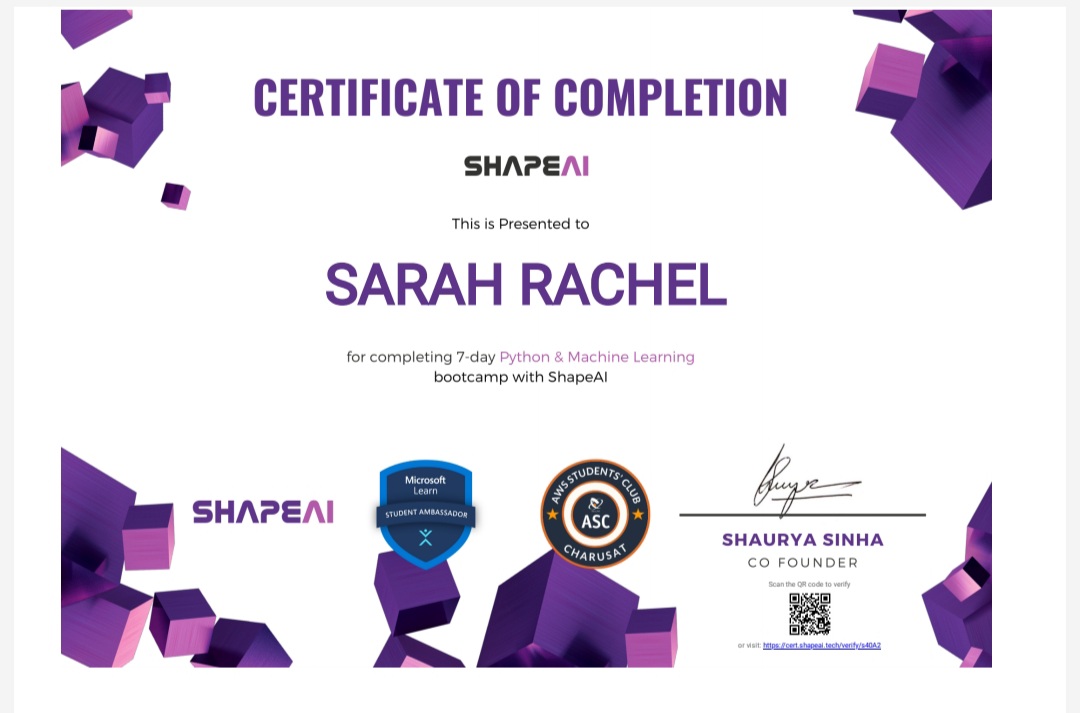 CERTIFICATE OF COMPLETION
SHAPEAI
This is Presented to
SARAH RACHEL
for completing 7-day Python & Machine Learning
bootcamp with ShapeAI
SHAPEAI
Microsoft
Learn
STUDENT AMBASSADOR
AWS STUDENTS' CLUB
ASC
CHARUSAT
SHAURYA SINHA
CO FOUNDER
Scan the QR code to verify
or visit: https://cert.shapeai.tech/verify/s40A2